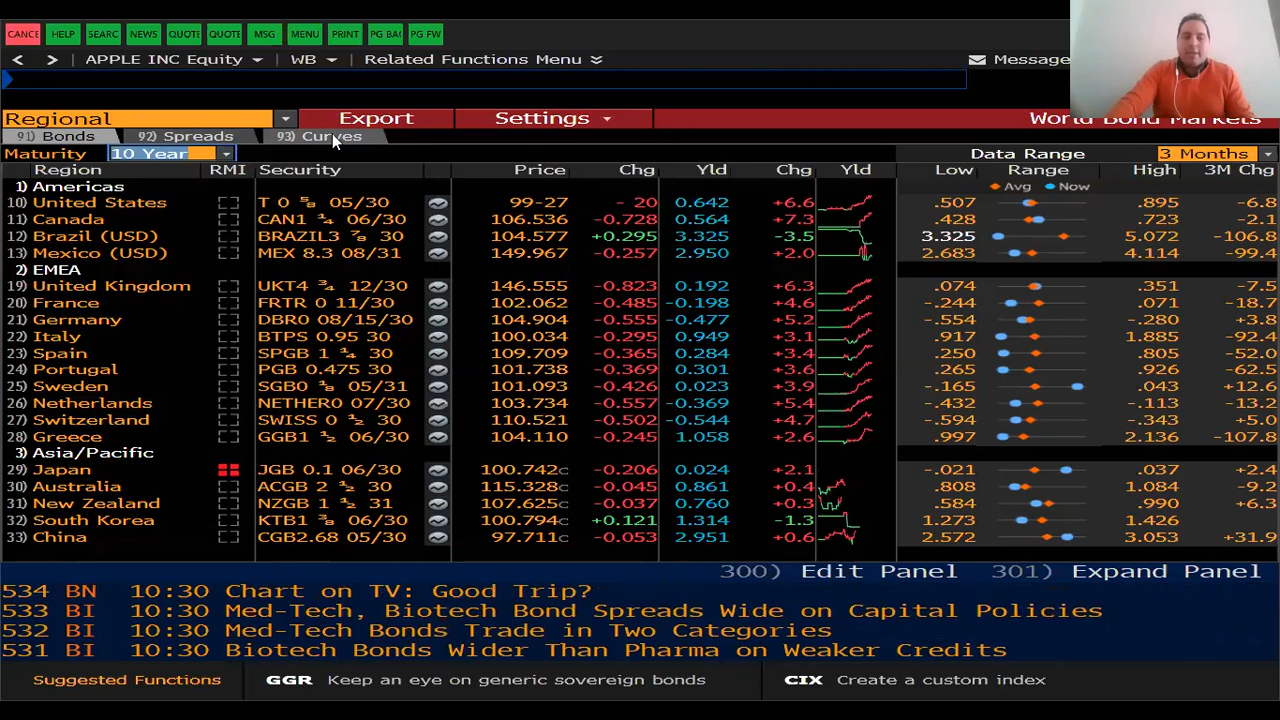 CANCE HELP SEARC NEWS QUOTE QUOTE MSG MENU PRINT PG BAC PG FW
< > APPLE INC Equity WB Related Functions Menu Message
Regional Export Settings World Bond Markets
91) Bonds 92) Spreads 93) Curves
Maturity 10 Year Data Range 3 Months
Region RMI Security Price Chg Yld Chg Yld Low Range High 3M Chg
1) Americas Avg Now
10) United States T 0 ⅝ 05/30 99-27 - 20 0.642 +6.6 .507 .895 -6.8
11) Canada CAN1 ¼ 06/30 106.536 -0.728 0.564 +7.3 .428 .723 -2.1
12) Brazil (USD) BRAZIL3 ⅞ 30 104.577 +0.295 3.325 -3.5 3.325 5.072 -106.8
13) Mexico (USD) MEX 8.3 08/31 149.967 -0.257 2.950 +2.0 2.683 4.114 -99.4
2) EMEA
19) United Kingdom UKT4 ¾ 12/30 146.555 -0.823 0.192 +6.3 .074 .351 -7.5
20) France FRTR 0 11/30 102.062 -0.485 -0.198 +4.6 -.244 .071 -18.7
21) Germany DBR0 08/15/30 104.904 -0.555 -0.477 +5.2 -.554 -.280 +3.8
22) Italy BTPS 0.95 30 100.034 -0.295 0.949 +3.1 .917 1.885 -92.4
23) Spain SPGB 1 ¼ 30 109.709 -0.365 0.284 +3.4 .250 .805 -52.0
24) Portugal PGB 0.475 30 101.728 -0.369 0.301 +3.6 .265 .926 -62.5
25) Sweden SGB0 ⅛ 05/31 101.093 -0.426 0.023 +3.9 -.165 .043 +12.6
26) Netherlands NETHER0 07/30 103.734 -0.557 -0.369 +5.4 -.432 -.113 -13.2
27) Switzerland SWISS 0 ½ 30 110.521 -0.502 -0.544 +4.7 -.594 -.343 +5.0
28) Greece GGB1 ½ 06/30 104.110 -0.245 1.058 +2.6 .997 2.136 -107.8
3) Asia/Pacific
29) Japan JGB 0.1 06/30 100.742c -0.206 0.024 +2.1 -.021 .037 +2.4
30) Australia ACGB 2 ½ 30 115.328c -0.045 0.861 +0.4 .808 1.084 -9.2
31) New Zealand NZGB 1 ½ 31 107.625c -0.037 0.760 +0.3 .584 .990 +6.3
32) South Korea KTB1 ⅜ 06/30 100.794c +0.121 1.314 -1.3 1.273 1.426
33) China CGB2.68 05/30 97.711c -0.053 2.951 +0.6 2.572 3.053 +31.9
300) Edit Panel 301) Expand Panel
534 BN 10:30 Chart on TV: Good Trip?
533 BI 10:30 Med-Tech, Biotech Bond Spreads Wide on Capital Policies
532 BI 10:30 Med-Tech Bonds Trade in Two Categories
531 BI 10:30 Biotech Bonds Wider Than Pharma on Weaker Credits
Suggested Functions GGR Keep an eye on generic sovereign bonds CIX Create a custom index